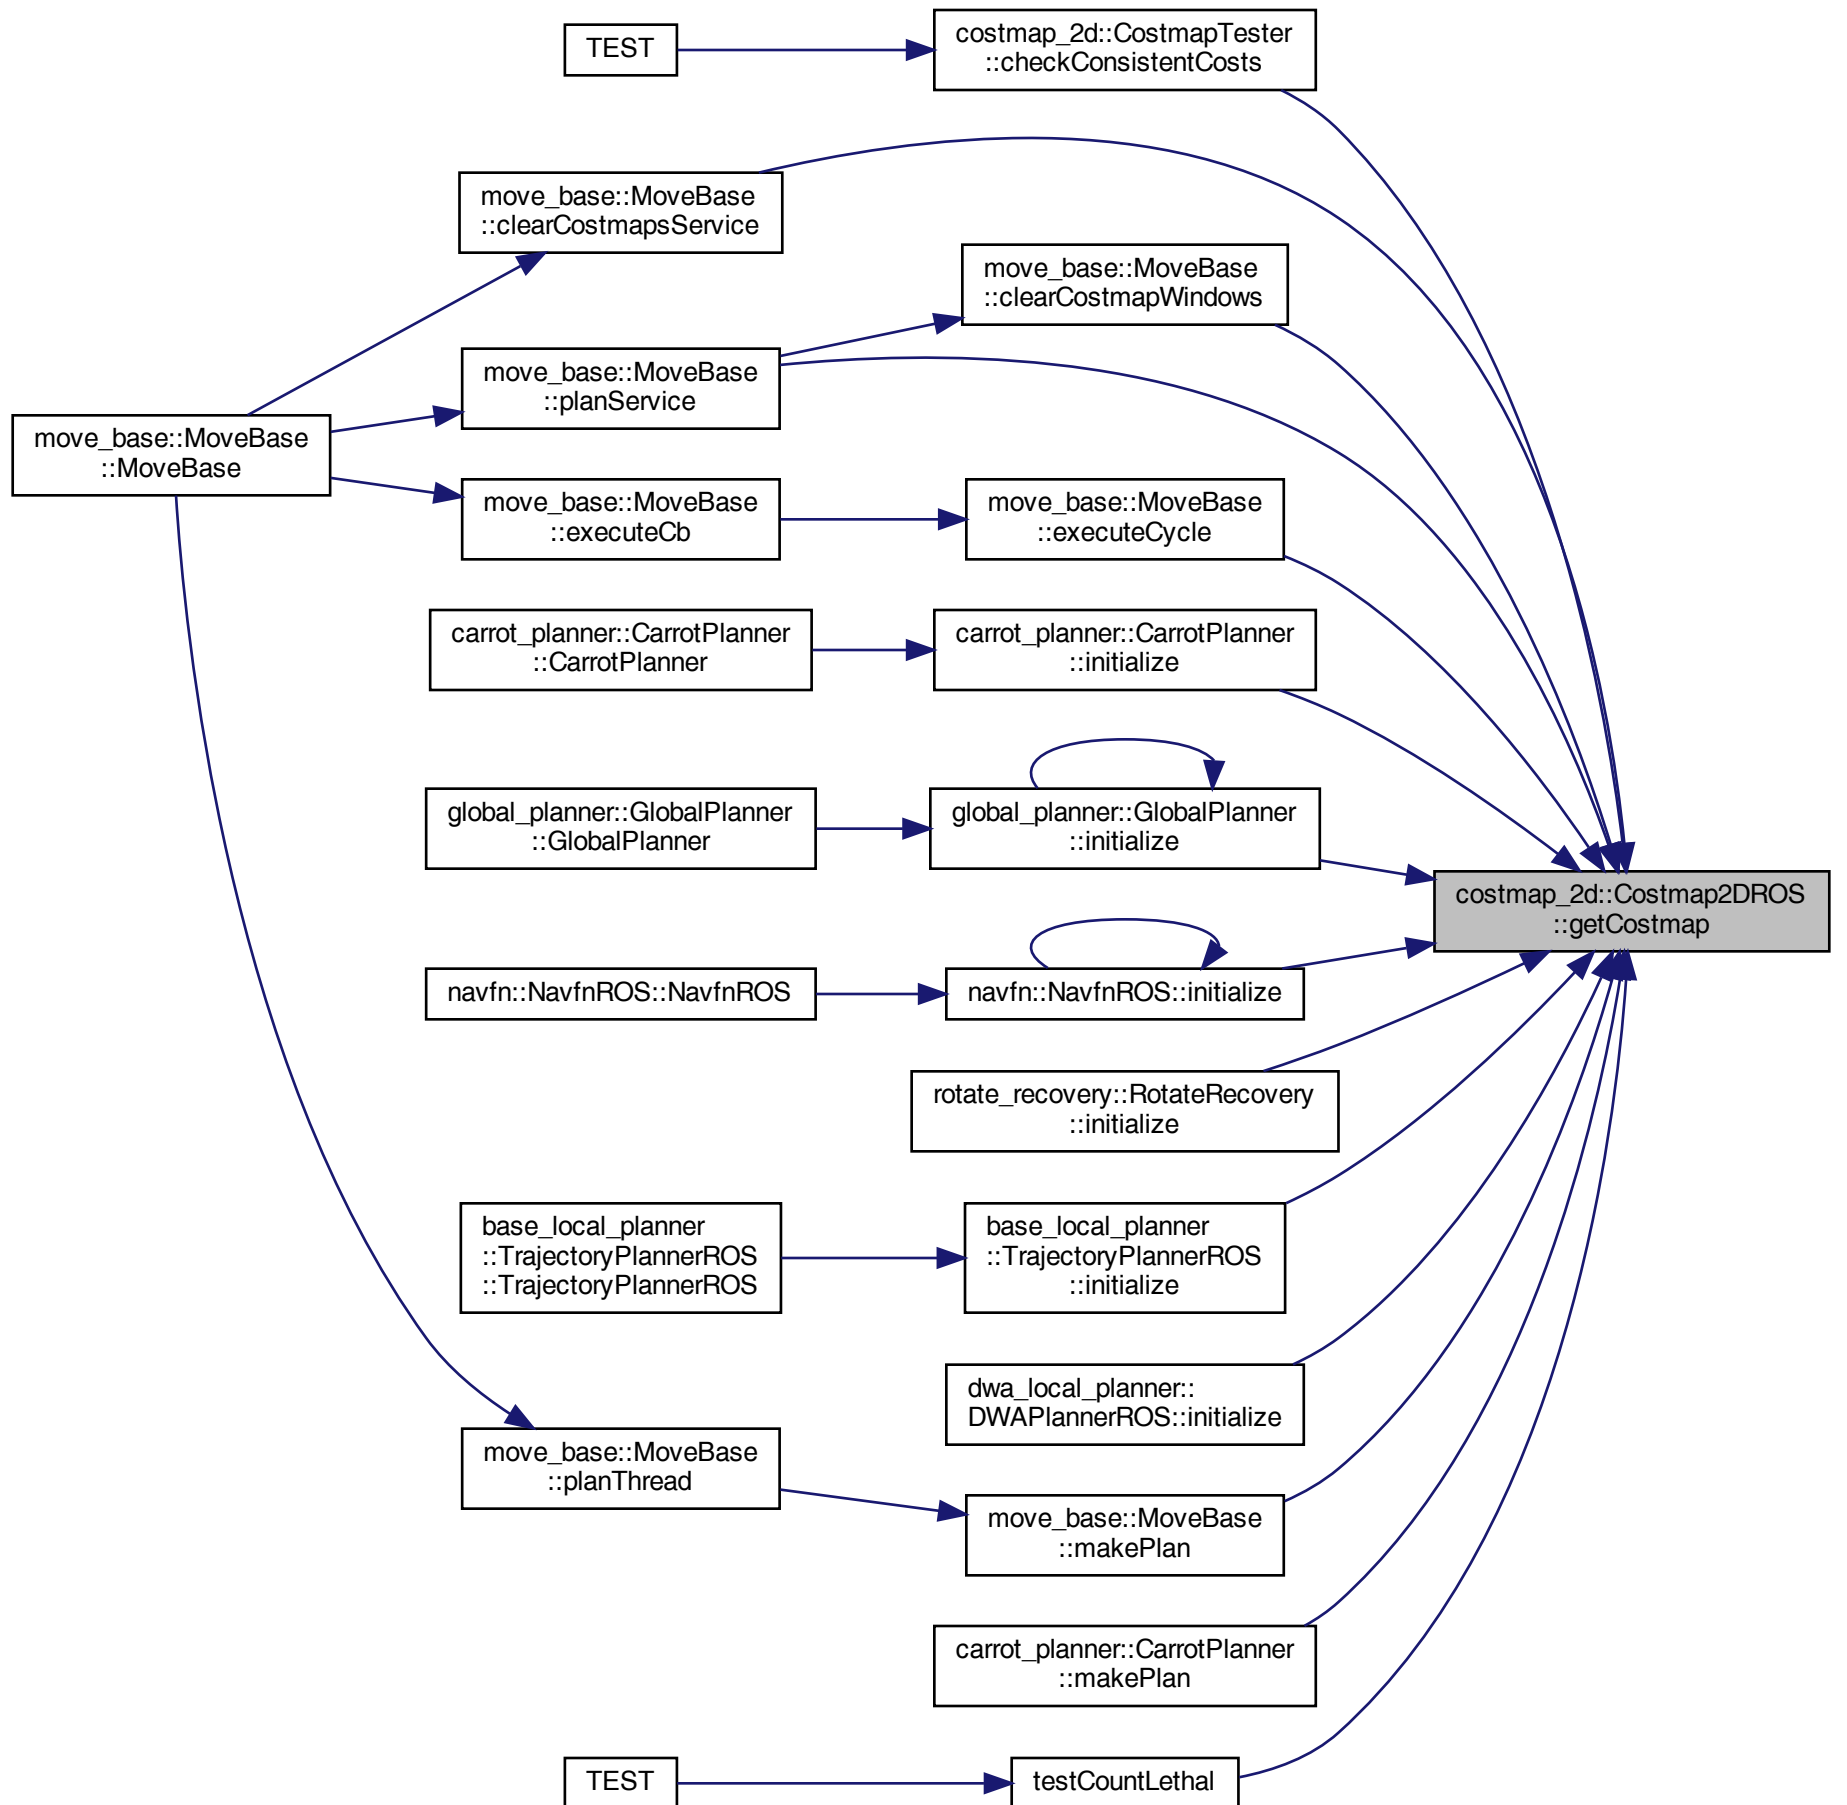 TEST
costmap_2d::CostmapTester
::checkConsistentCosts
move_base::MoveBase
::clearCostmapsService
move_base::MoveBase
::clearCostmapWindows
move_base::MoveBase
::planService
move_base::MoveBase
::MoveBase
move_base::MoveBase
::executeCb
move_base::MoveBase
::executeCycle
carrot_planner::CarrotPlanner
::CarrotPlanner
carrot_planner::CarrotPlanner
::initialize
global_planner::GlobalPlanner
::GlobalPlanner
global_planner::GlobalPlanner
::initialize
costmap_2d::Costmap2DROS
::getCostmap
navfn::NavfnROS::NavfnROS
navfn::NavfnROS::initialize
rotate_recovery::RotateRecovery
::initialize
base_local_planner
::TrajectoryPlannerROS
::TrajectoryPlannerROS
base_local_planner
::TrajectoryPlannerROS
::initialize
dwa_local_planner::
DWAPlannerROS::initialize
move_base::MoveBase
::planThread
move_base::MoveBase
::makePlan
carrot_planner::CarrotPlanner
::makePlan
TEST
testCountLethal